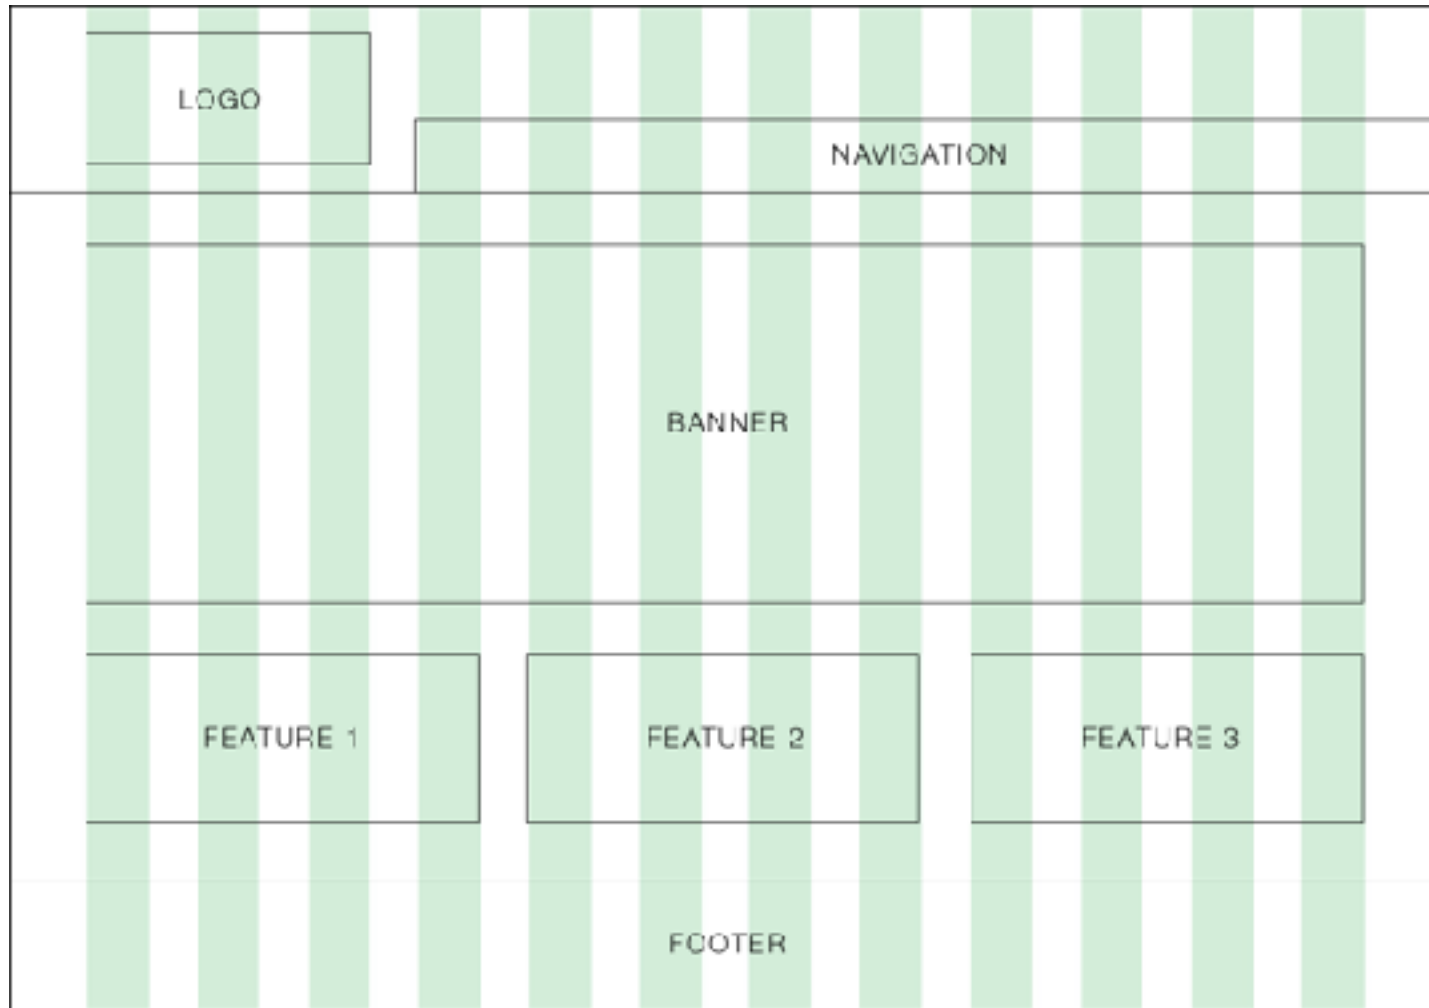 LOGO
NAVIGATION
BANNER
FEATURE 1
FEATURE 2
FEATURE 3
FOOTER